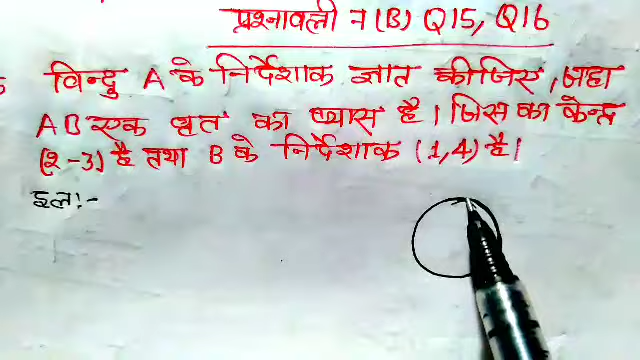 प्रश्नावली 7 (B) Q15, Q16
बिन्दु A के निर्देशाक ज्ञात कीजिए, जहा
AB एक वृत का व्यास है। जिस का केन्द्र
(2 -3) है तथा B के निर्देशाक (1,4) है।
हल:-